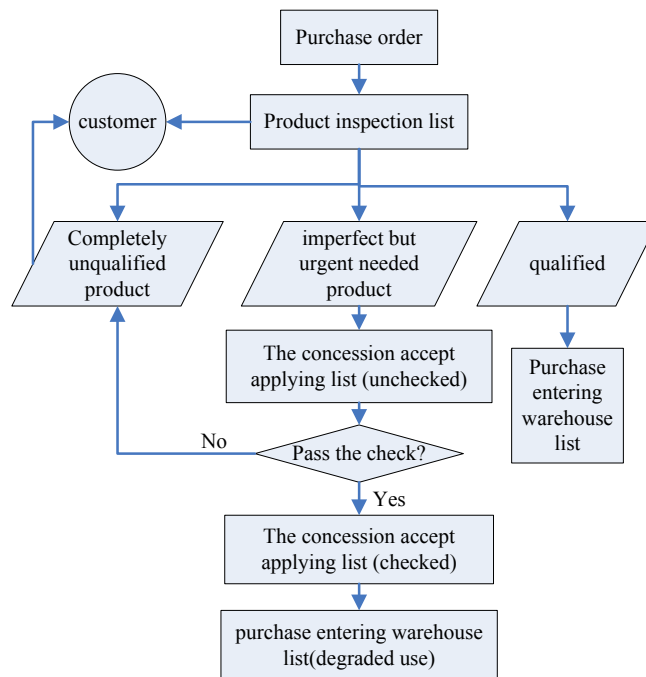 Purchase order
customer
Product inspection list
Completely
unqualified
product
imperfect but
urgent needed
product
qualified
The concession accept
applying list (unchecked)
Purchase
entering
warehouse
list
No
Pass the check?
Yes
The concession accept
applying list (checked)
purchase entering warehouse
list(degraded use)